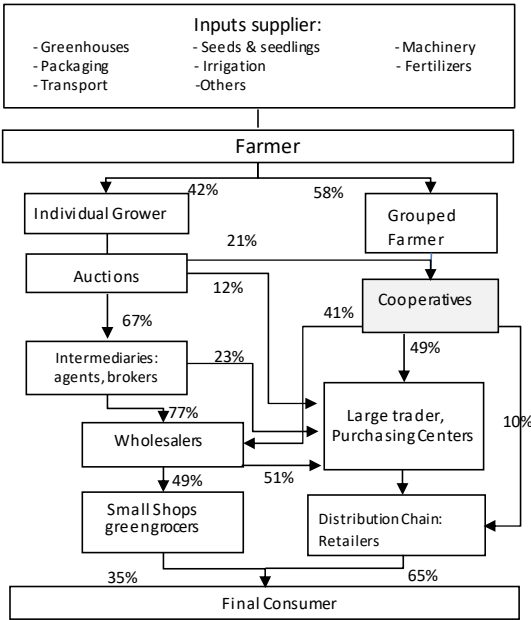 Inputs supplier:
- Greenhouses - Seeds & seedlings - Machinery
- Packaging - Irrigation - Fertilizers
- Transport -Others
Farmer
42% 58%
Individual Grower
Grouped
Farmer
21%
Auctions
12%
Cooperatives
41%
67%
49%
Intermediaries:
agents, brokers
23%
77%
Large trader,
Purchasing Centers
10%
Wholesalers
49% 51%
Small Shops
greengrocers
Distribution Chain:
Retailers
35% 65%
Final Consumer